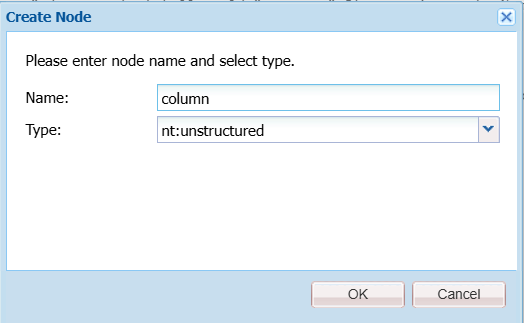 Create Node
Please enter node name and select type.
Name: column
Type: nt:unstructured
OK Cancel